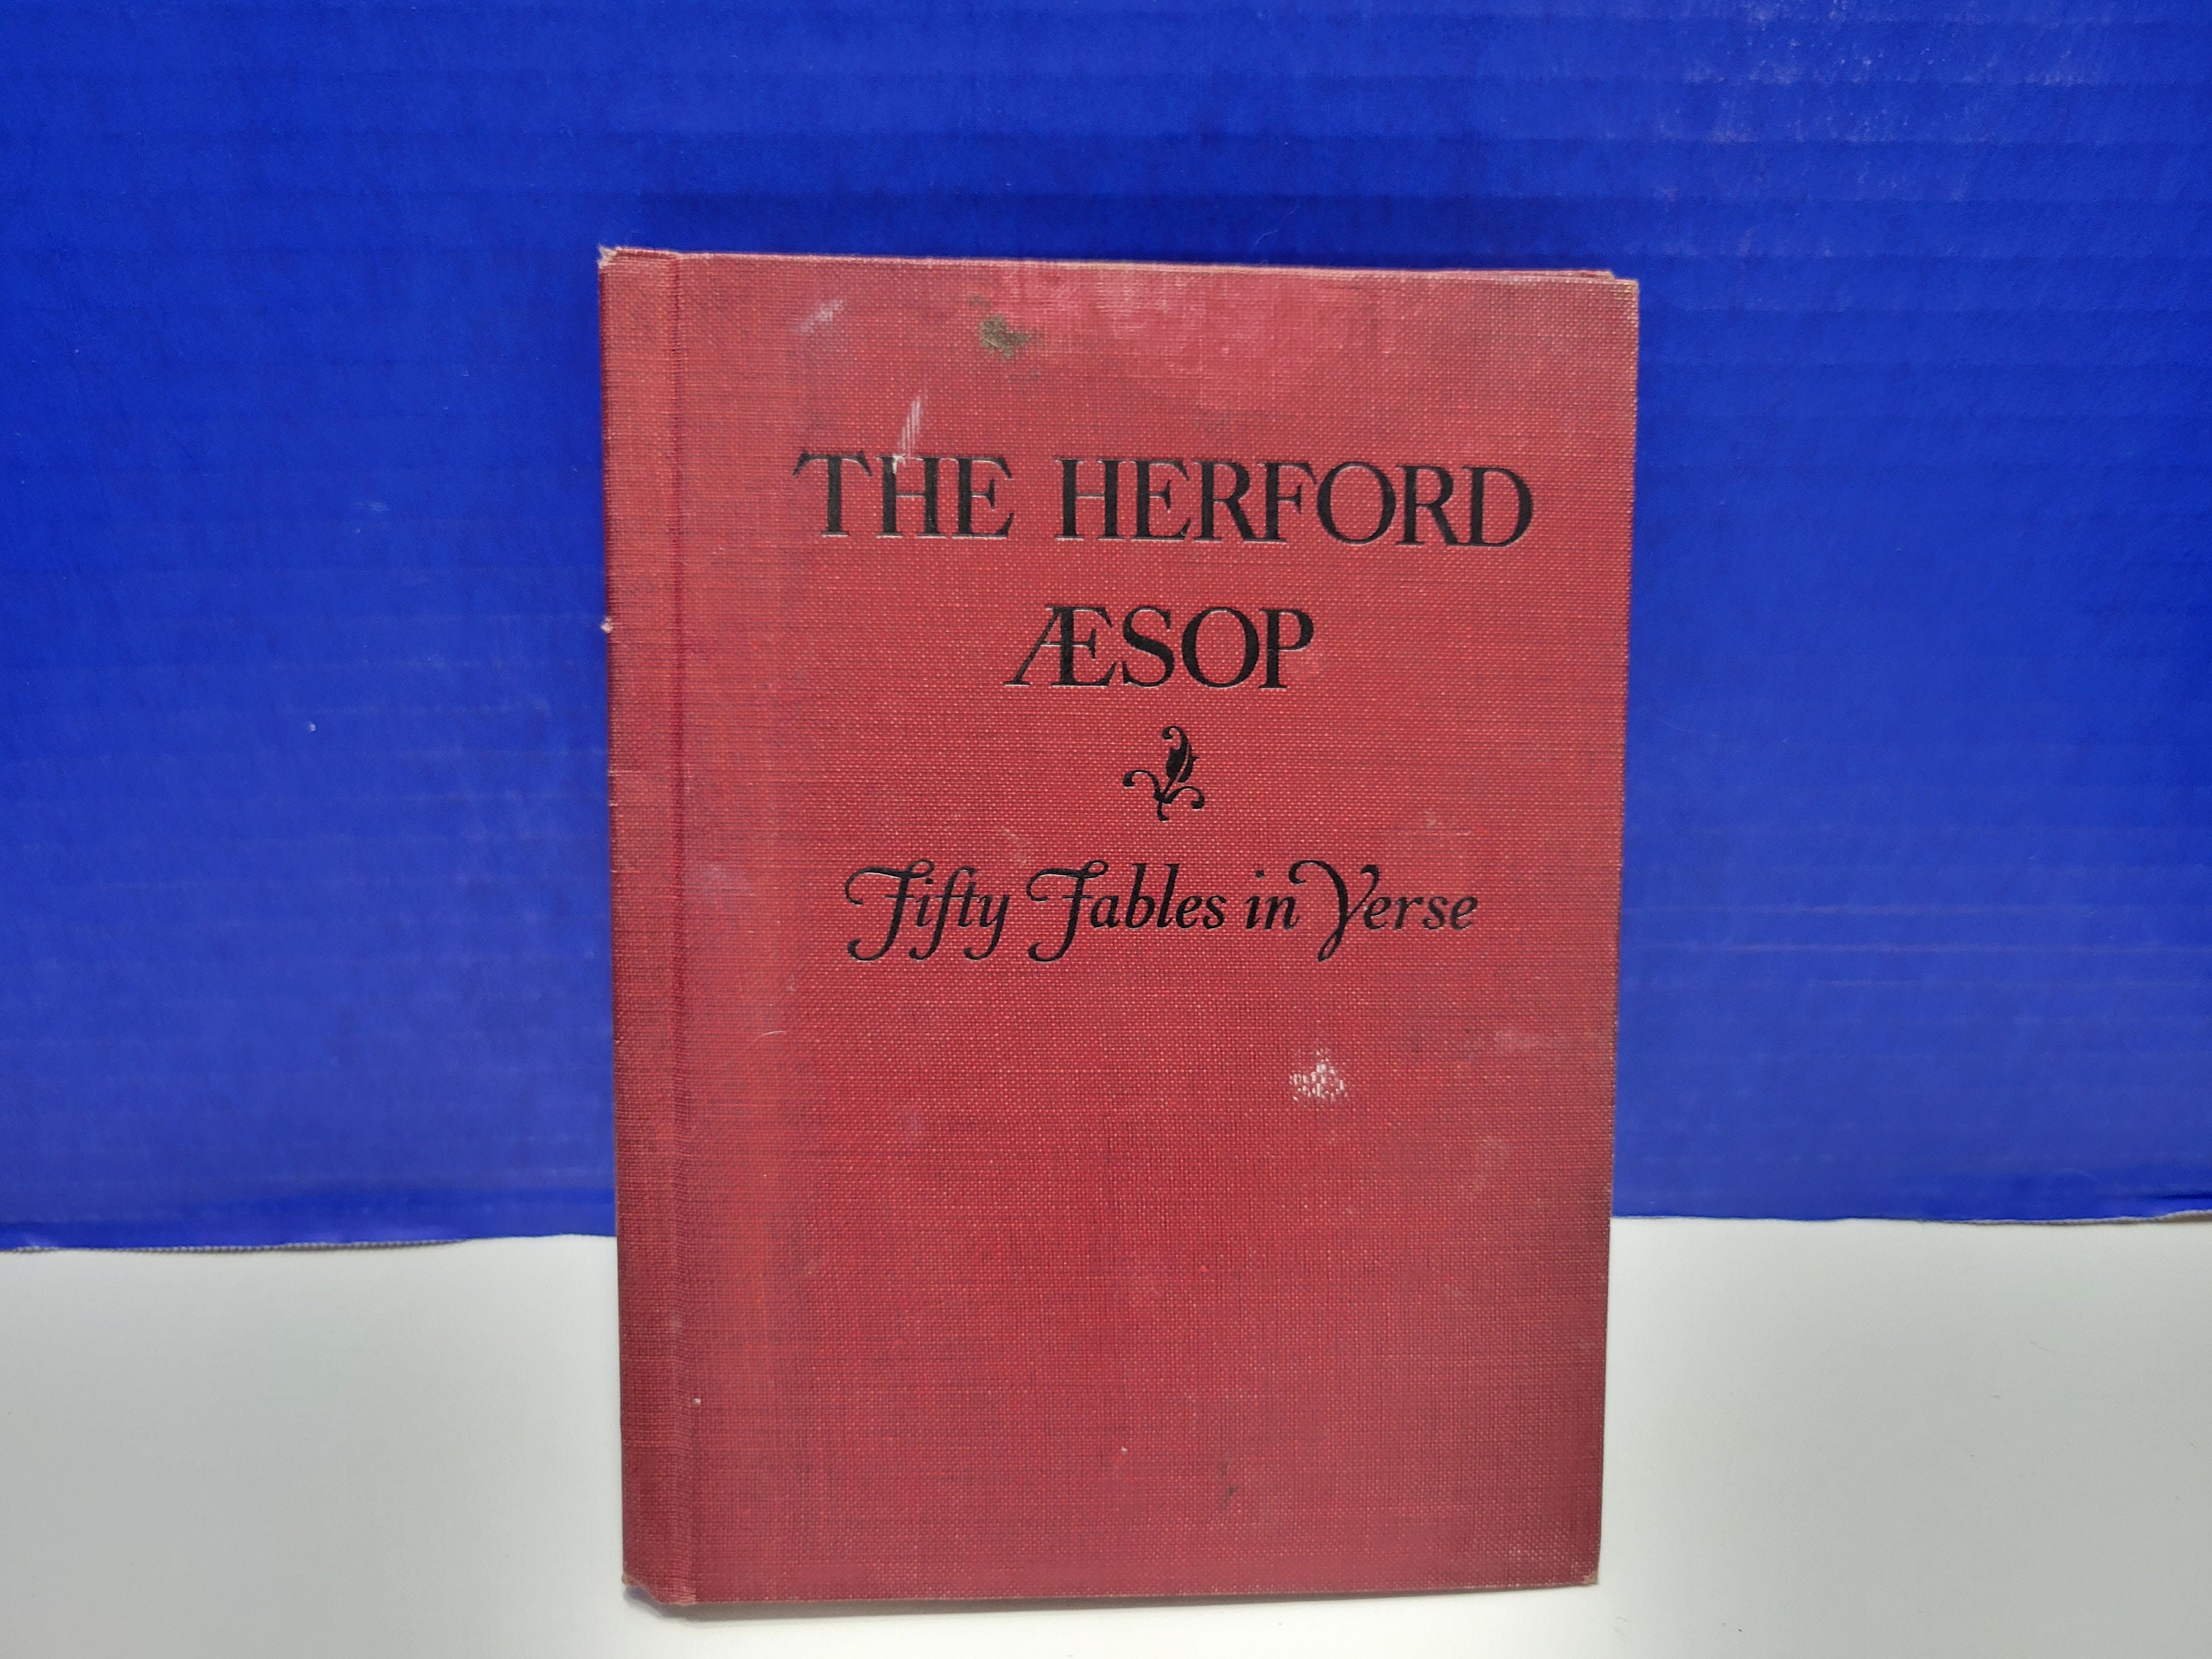 THE HERFORD
ÆSOP
Fifty Fables in Verse